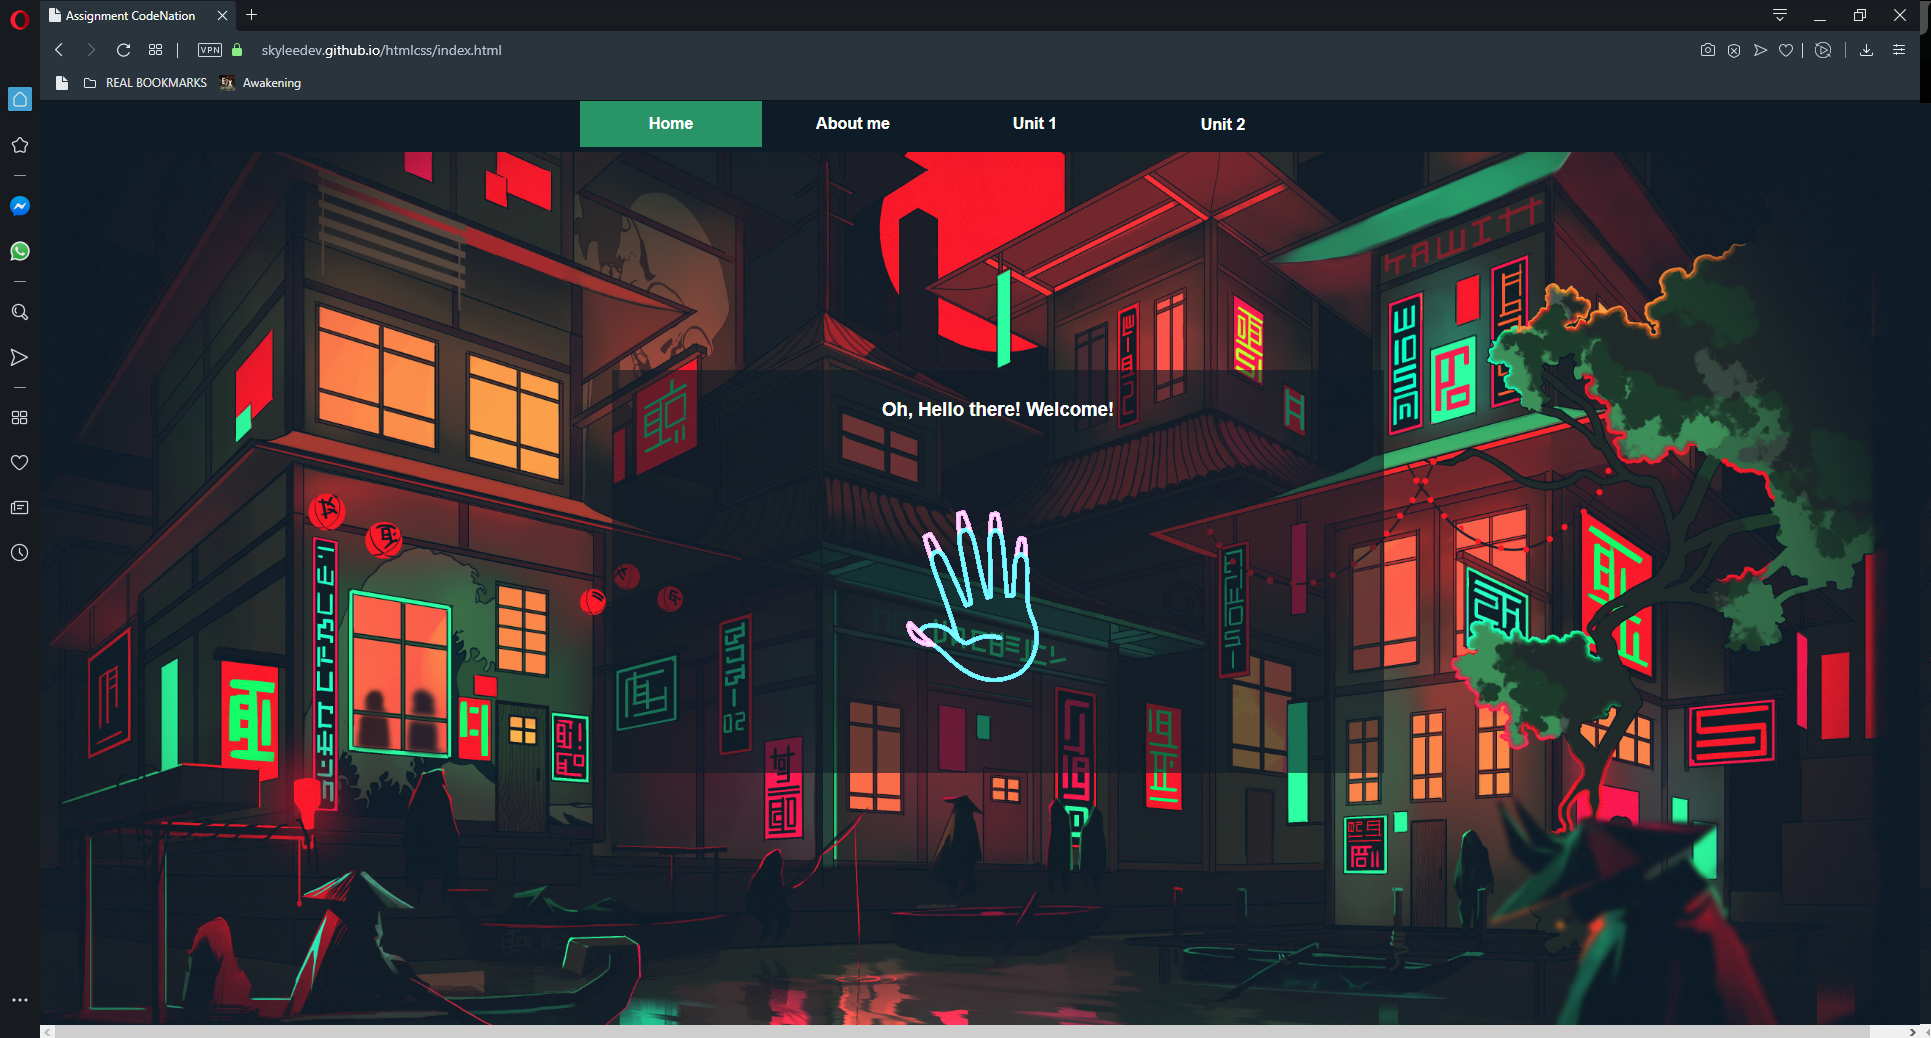 Assignment CodeNation
VPN
skyleedev.github.io/htmlcss/index.html
REAL BOOKMARKS
Awakening
Home
About me
Unit 1
Unit 2
Oh, Hello there! Welcome!